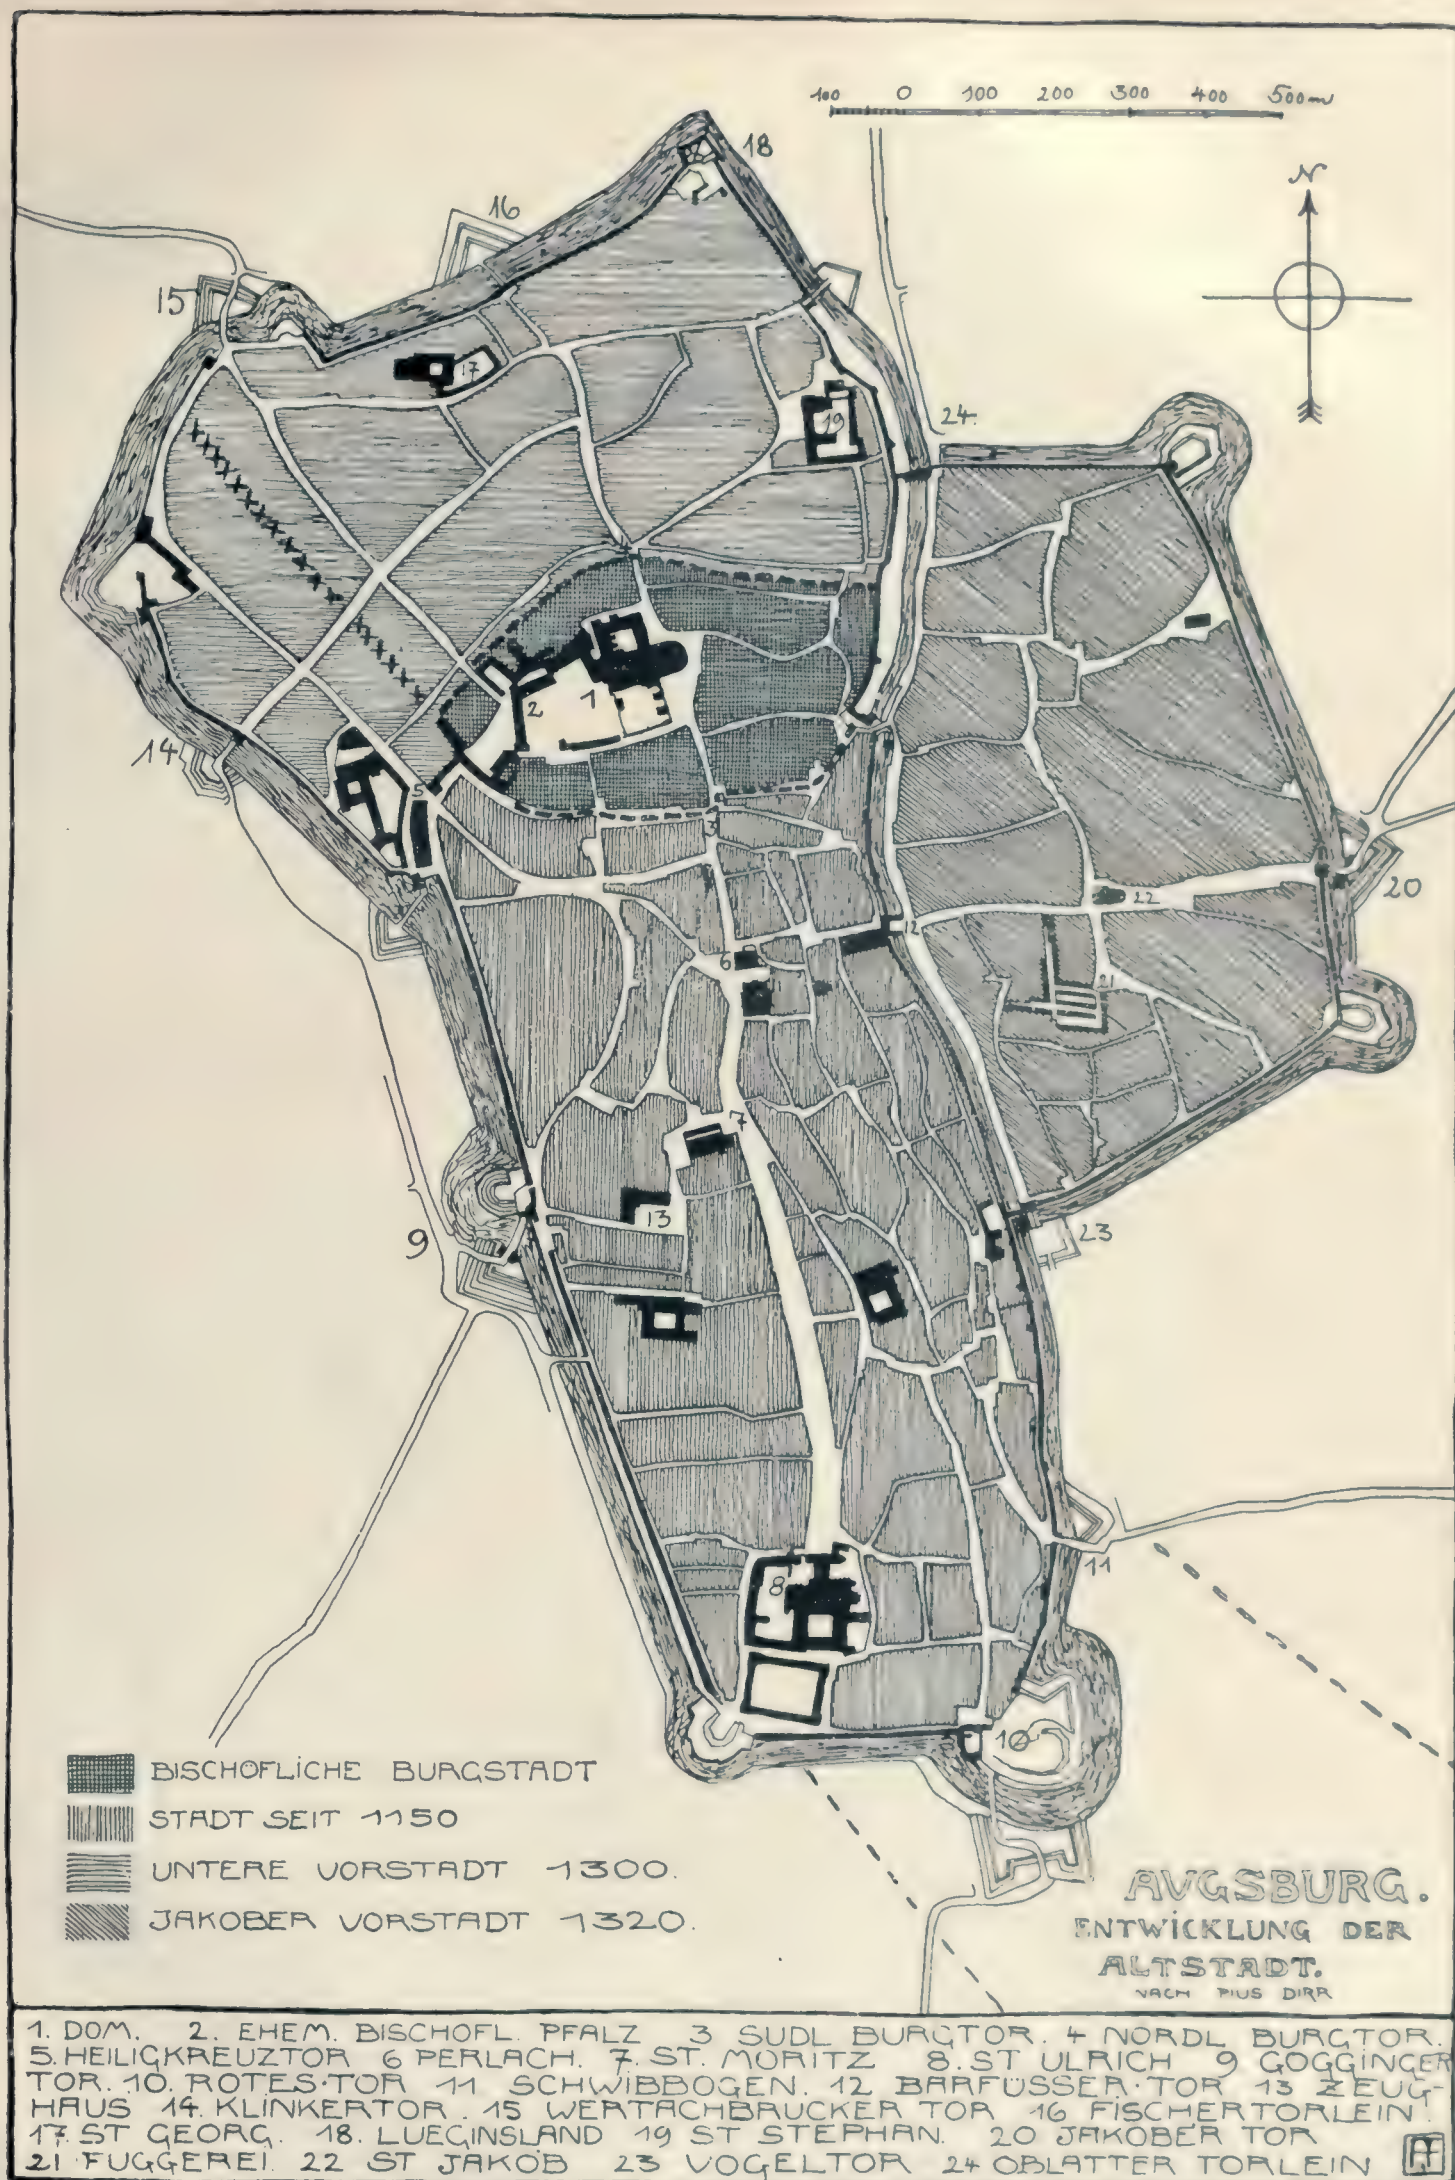 100 0 100 200 300 400 500m
N
18
16
15
17
19
24
4
1
2
14
5
3
20
22
12
6
21
7
13
23
9
11
8
10
BISCHOFLICHE BURGSTADT
STADT SEIT 1150
UNTERE VORSTADT 1300.
JAKOBER VORSTADT 1320.
AVGSBURG.
ENTWICKLUNG DER
ALTSTADT.
NACH PIUS DIRR
1. DOM. 2. EHEM. BISCHOFL. PFALZ 3 SUDL BURGTOR. 4 NORDL BURGTOR.
5. HEILIGKREUZTOR 6 PERLACH. 7. ST. MORITZ 8. ST ULRICH 9 GOGGINGER
TOR. 10. ROTES·TOR 11 SCHWIBBOGEN. 12 BARFÜSSER·TOR 13 ZEUG-
HAUS 14. KLINKERTOR. 15 WERTACHBRUCKER TOR 16 FISCHERTORLEIN
17. ST GEORG. 18. LUEGINSLAND 19 ST STEPHAN. 20 JAKOBER TOR
21 FUGGEREI. 22 ST JAKOB 23 VOGELTOR 24 OBLATTER TORLEIN